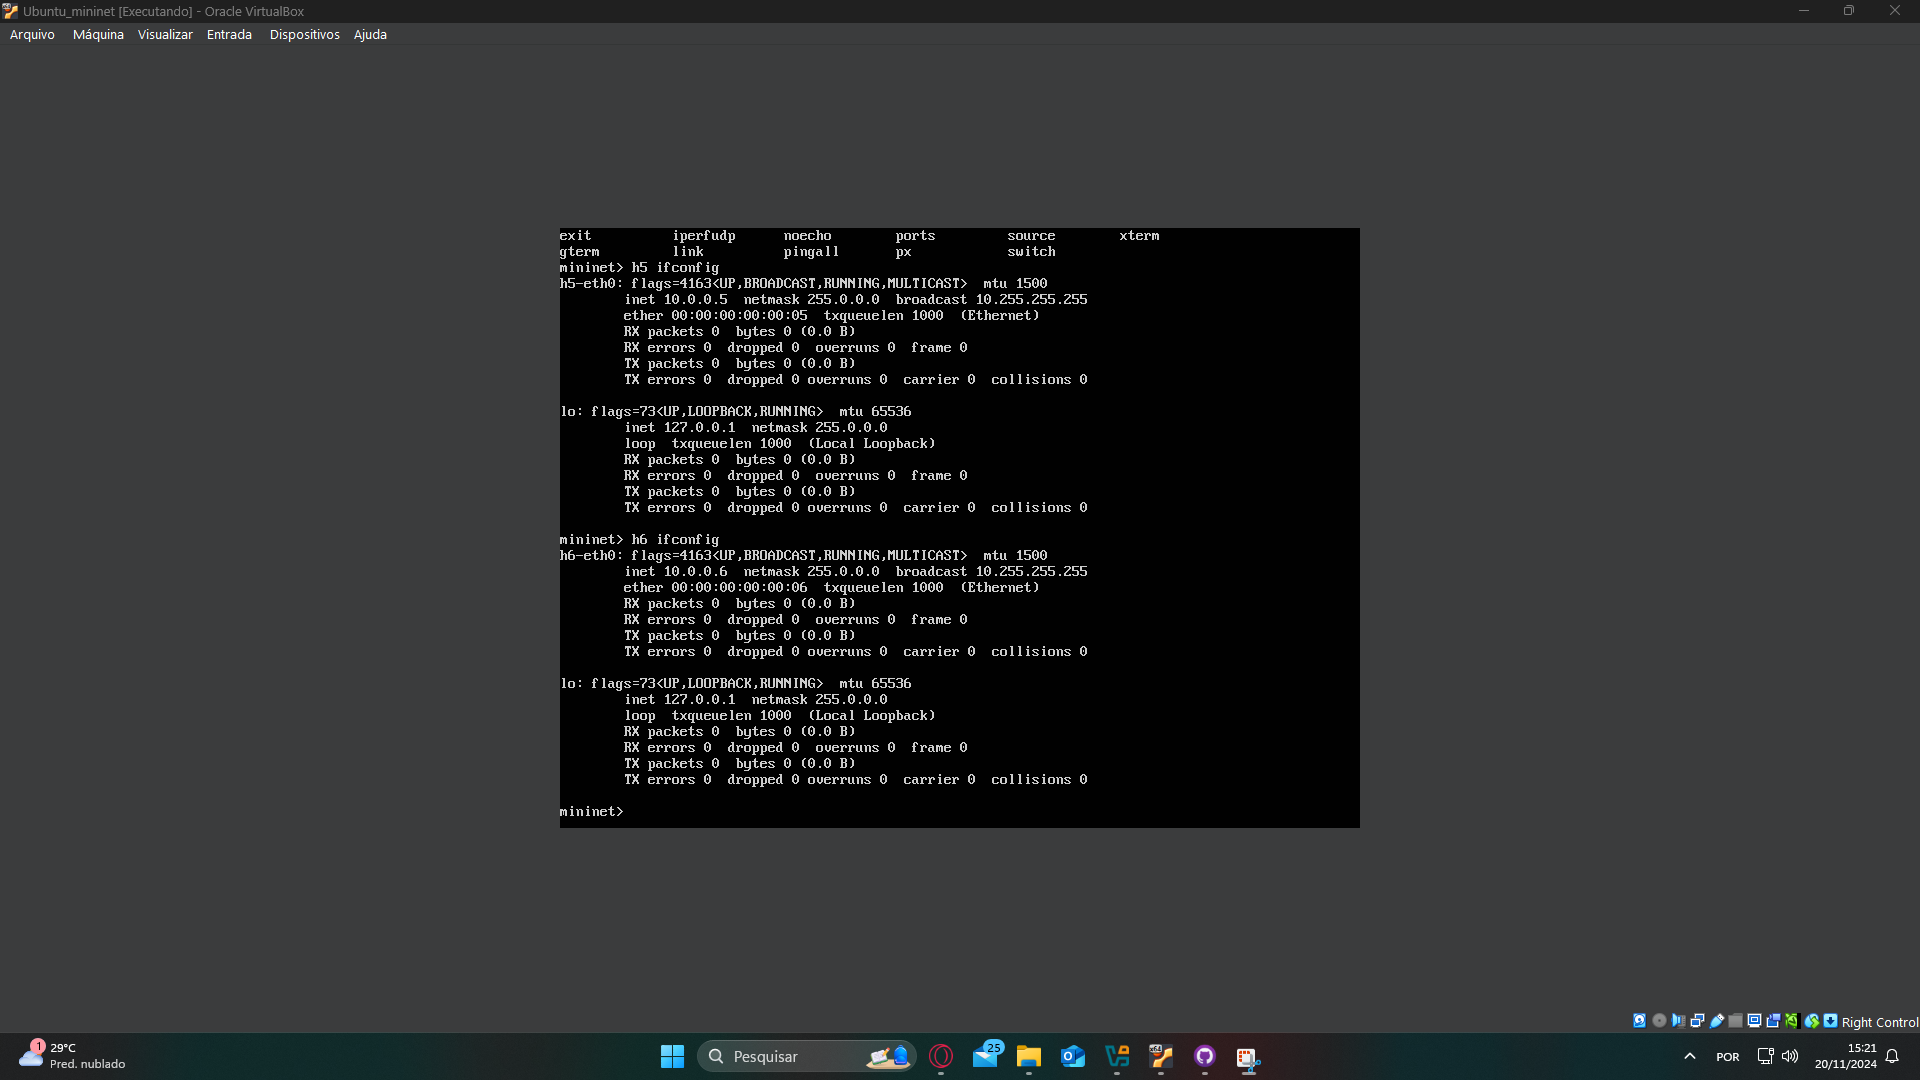 Ubuntu_mininet [Executando] - Oracle VirtualBox
Arquivo Máquina Visualizar Entrada Dispositivos Ajuda
exit iperfudp noecho ports source xterm
gterm link pingall px switch
mininet> h5 ifconfig
h5-eth0: flags=4163<UP,BROADCAST,RUNNING,MULTICAST> mtu 1500
inet 10.0.0.5 netmask 255.0.0.0 broadcast 10.255.255.255
ether 00:00:00:00:00:05 txqueuelen 1000 (Ethernet)
RX packets 0 bytes 0 (0.0 B)
RX errors 0 dropped 0 overruns 0 frame 0
TX packets 0 bytes 0 (0.0 B)
TX errors 0 dropped 0 overruns 0 carrier 0 collisions 0
lo: flags=73<UP,LOOPBACK,RUNNING> mtu 65536
inet 127.0.0.1 netmask 255.0.0.0
loop txqueuelen 1000 (Local Loopback)
RX packets 0 bytes 0 (0.0 B)
RX errors 0 dropped 0 overruns 0 frame 0
TX packets 0 bytes 0 (0.0 B)
TX errors 0 dropped 0 overruns 0 carrier 0 collisions 0
mininet> h6 ifconfig
h6-eth0: flags=4163<UP,BROADCAST,RUNNING,MULTICAST> mtu 1500
inet 10.0.0.6 netmask 255.0.0.0 broadcast 10.255.255.255
ether 00:00:00:00:00:06 txqueuelen 1000 (Ethernet)
RX packets 0 bytes 0 (0.0 B)
RX errors 0 dropped 0 overruns 0 frame 0
TX packets 0 bytes 0 (0.0 B)
TX errors 0 dropped 0 overruns 0 carrier 0 collisions 0
lo: flags=73<UP,LOOPBACK,RUNNING> mtu 65536
inet 127.0.0.1 netmask 255.0.0.0
loop txqueuelen 1000 (Local Loopback)
RX packets 0 bytes 0 (0.0 B)
RX errors 0 dropped 0 overruns 0 frame 0
TX packets 0 bytes 0 (0.0 B)
TX errors 0 dropped 0 overruns 0 carrier 0 collisions 0
mininet>
Right Control
1
29°C
Pred. nublado
Pesquisar
25
POR
15:21
20/11/2024